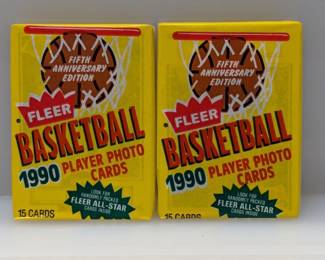 FIFTH
ANNIVERSARY
EDITION
FLEER
BASKETBALL
1990 PLAYER PHOTO
CARDS
LOOK FOR
RANDOMLY PACKED
FLEER ALL-STAR
CARDS INSIDE
15 CARDS
FIFTH
ANNIVERSARY
EDITION
FLEER
BASKETBALL
1990 PLAYER PHOTO
CARDS
LOOK FOR
RANDOMLY PACKED
FLEER ALL-STAR
CARDS INSIDE
15 CARDS